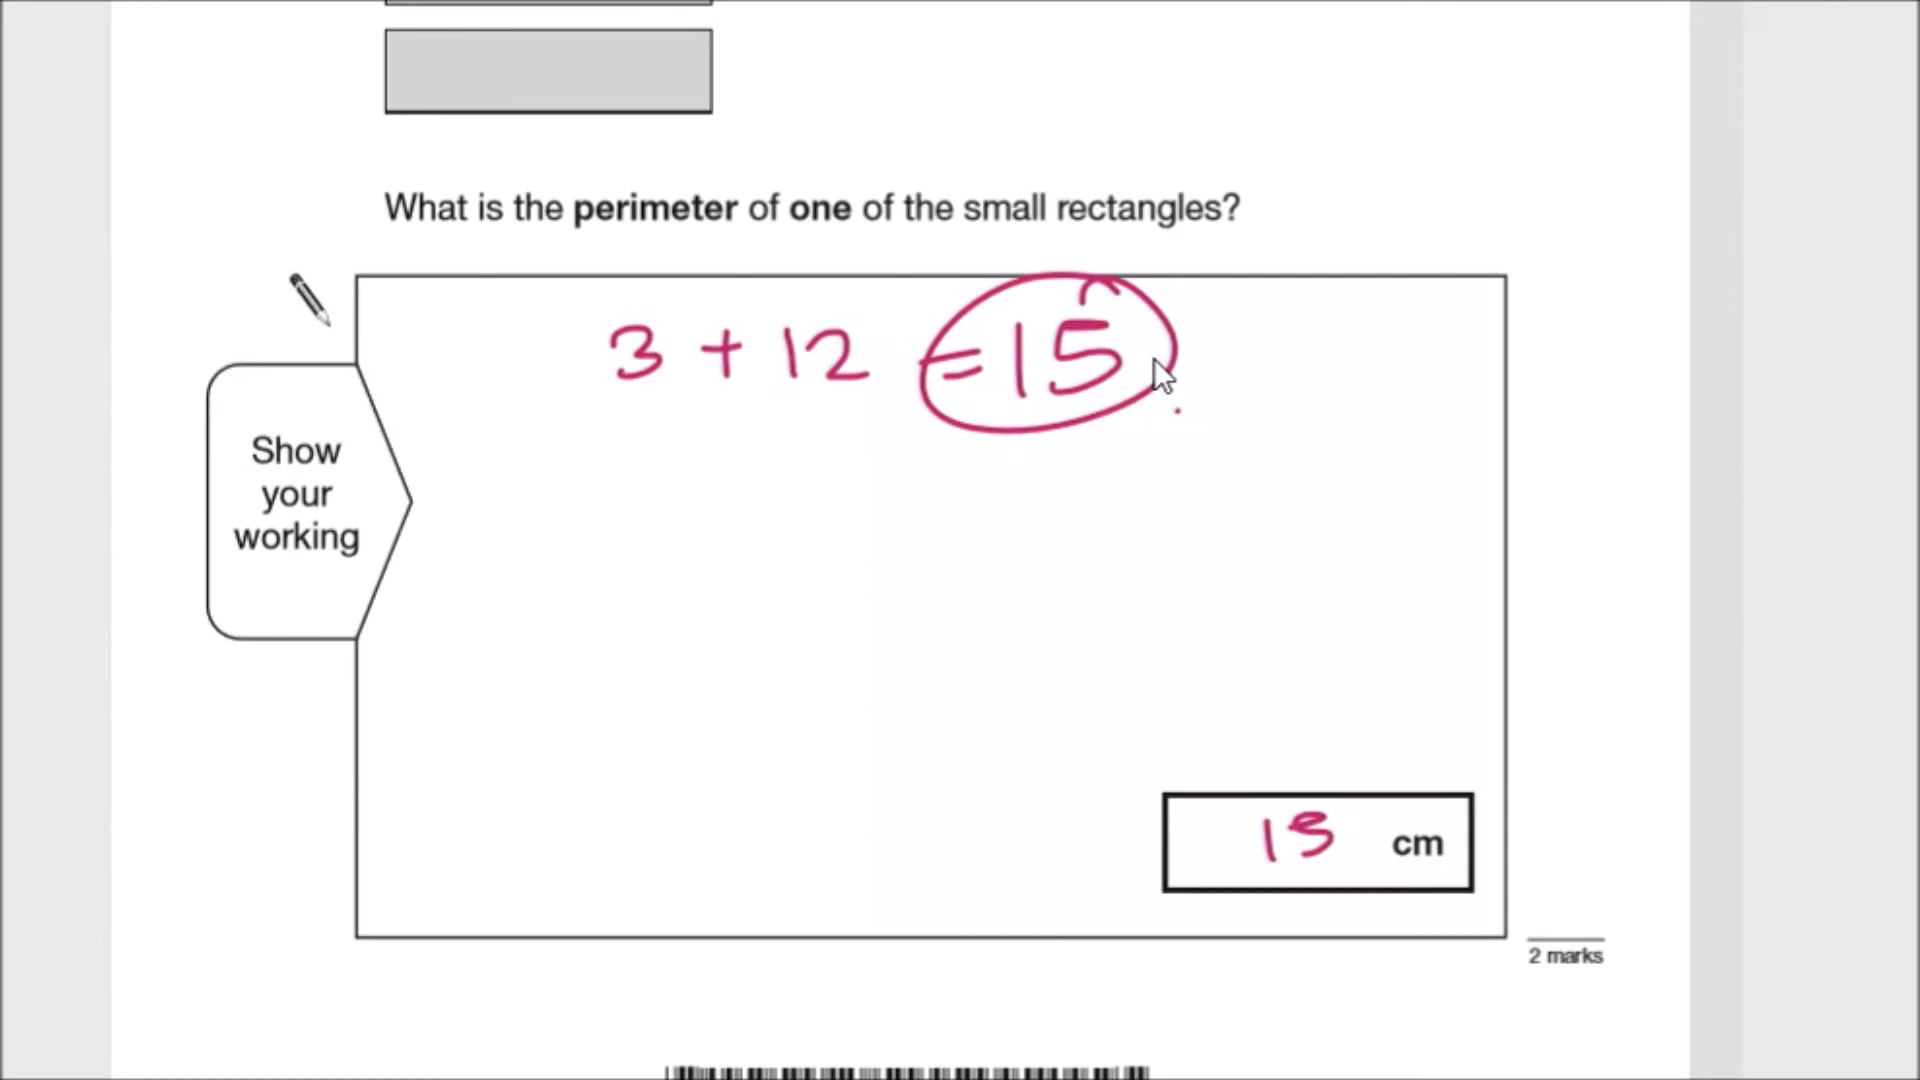 What is the perimeter of one of the small rectangles?
3 + 12 = 15
Show
your
working
15 cm
2 marks